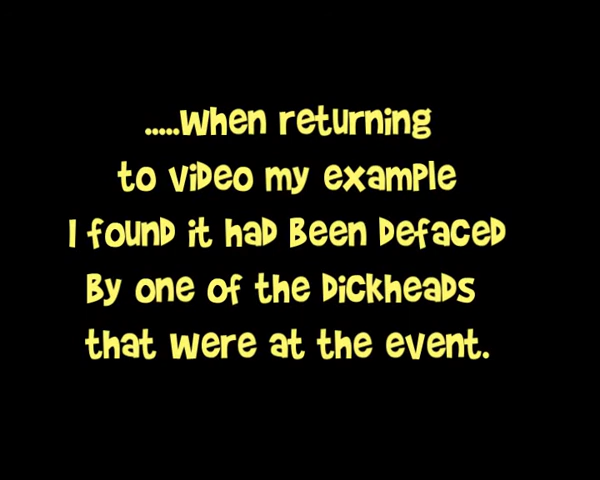 .....when returning
to video my example
I found it had Been Defaced
By one of the Dickheads
that were at the event.